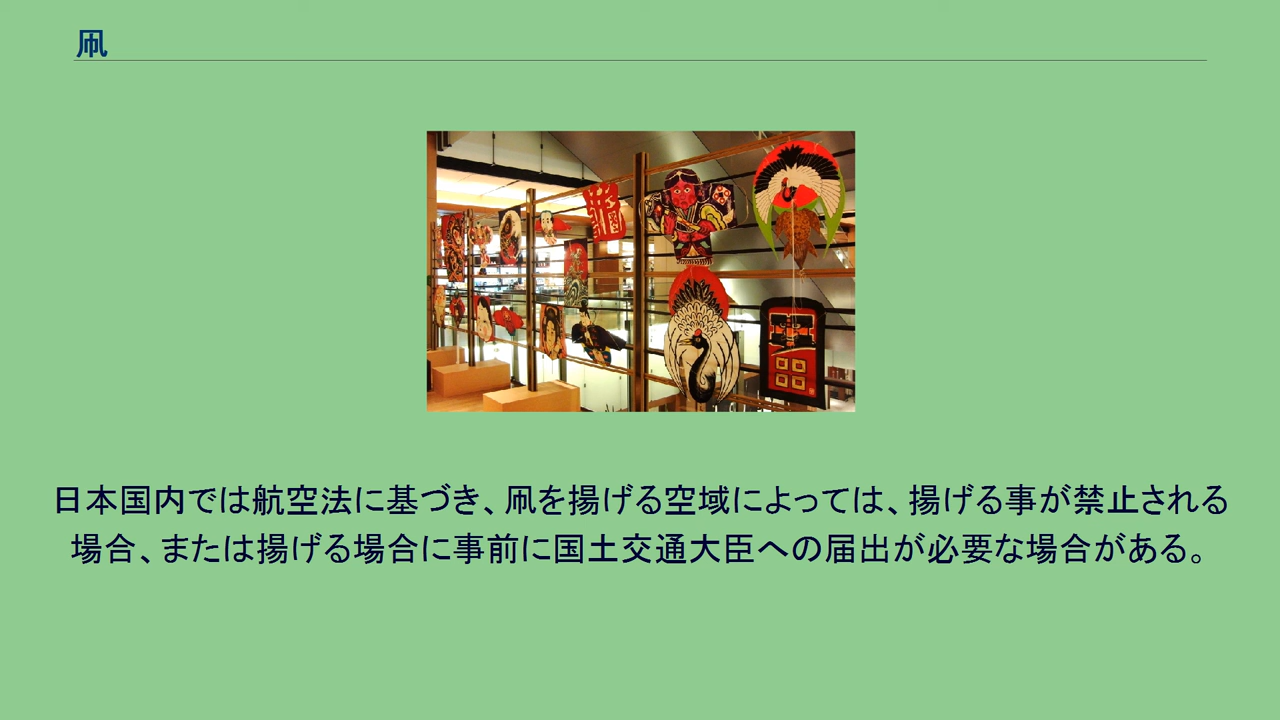 凧
日本国内では航空法に基づき、凧を揚げる空域によっては、揚げる事が禁止される
場合、または揚げる場合に事前に国土交通大臣への届出が必要な場合がある。